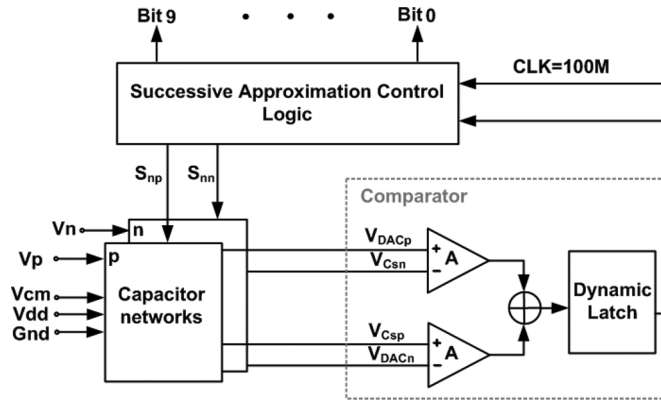 Bit 9
Bit 0
CLK=100M
Successive Approximation Control
Logic
Snp
Snn
Comparator
Vn
n
Vp
p
VDACp
VCsn
+
−
A
Vcm
Vdd
Gnd
Capacitor
networks
Dynamic
Latch
VCsp
VDACn
+
−
A